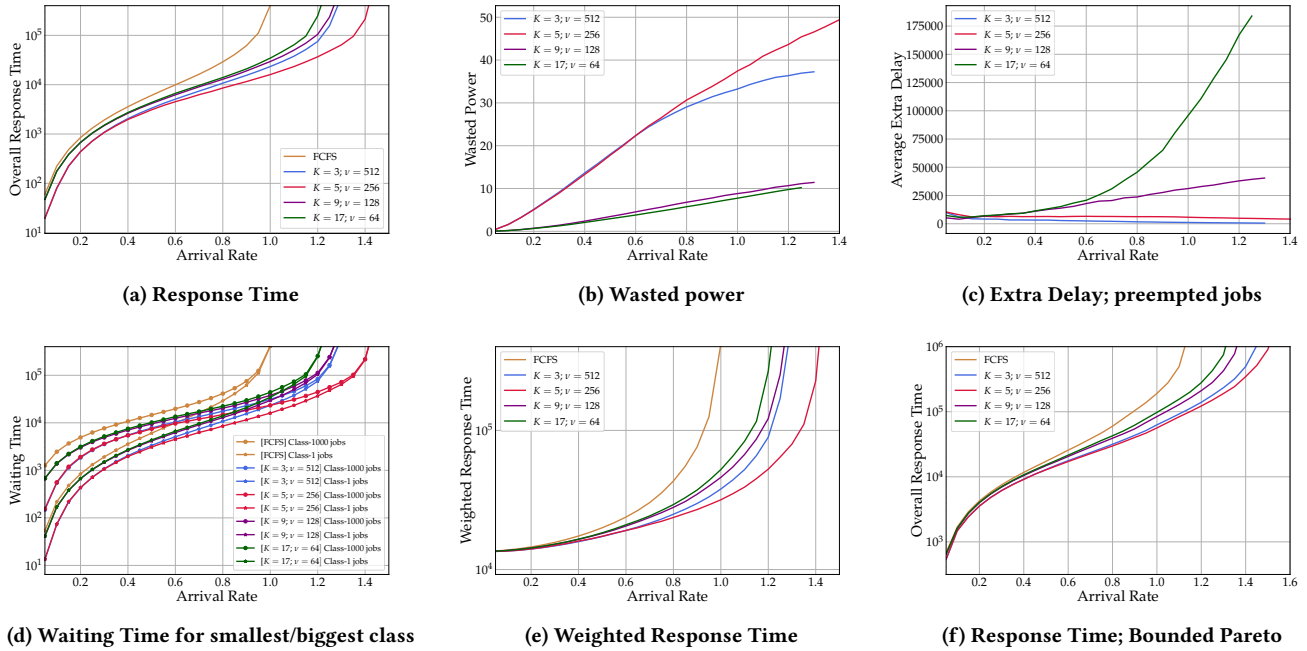 Overall Response Time
10^5
10^4
10^3
10^2
10^1
FCFS
K = 3; ν = 512
K = 5; ν = 256
K = 9; ν = 128
K = 17; ν = 64
0.2 0.4 0.6 0.8 1.0 1.2 1.4
Arrival Rate
(a) Response Time
Wasted Power
50
40
30
20
10
0
K = 3; ν = 512
K = 5; ν = 256
K = 9; ν = 128
K = 17; ν = 64
0.2 0.4 0.6 0.8 1.0 1.2 1.4
Arrival Rate
(b) Wasted power
Average Extra Delay
175000
150000
125000
100000
75000
50000
25000
0
K = 3; ν = 512
K = 5; ν = 256
K = 9; ν = 128
K = 17; ν = 64
0.2 0.4 0.6 0.8 1.0 1.2 1.4
Arrival Rate
(c) Extra Delay; preempted jobs
Waiting Time
10^5
10^4
10^3
10^2
10^1
[FCFS] Class-1000 jobs
[FCFS] Class-1 jobs
[K = 3; ν = 512] Class-1000 jobs
[K = 3; ν = 512] Class-1 jobs
[K = 5; ν = 256] Class-1000 jobs
[K = 5; ν = 256] Class-1 jobs
[K = 9; ν = 128] Class-1000 jobs
[K = 9; ν = 128] Class-1 jobs
[K = 17; ν = 64] Class-1000 jobs
[K = 17; ν = 64] Class-1 jobs
0.2 0.4 0.6 0.8 1.0 1.2 1.4
Arrival Rate
(d) Waiting Time for smallest/biggest class
Weighted Response Time
10^5
10^4
FCFS
K = 3; ν = 512
K = 5; ν = 256
K = 9; ν = 128
K = 17; ν = 64
0.2 0.4 0.6 0.8 1.0 1.2 1.4
Arrival Rate
(e) Weighted Response Time
Overall Response Time
10^6
10^5
10^4
10^3
FCFS
K = 3; ν = 512
K = 5; ν = 256
K = 9; ν = 128
K = 17; ν = 64
0.2 0.4 0.6 0.8 1.0 1.2 1.4 1.6
Arrival Rate
(f) Response Time; Bounded Pareto